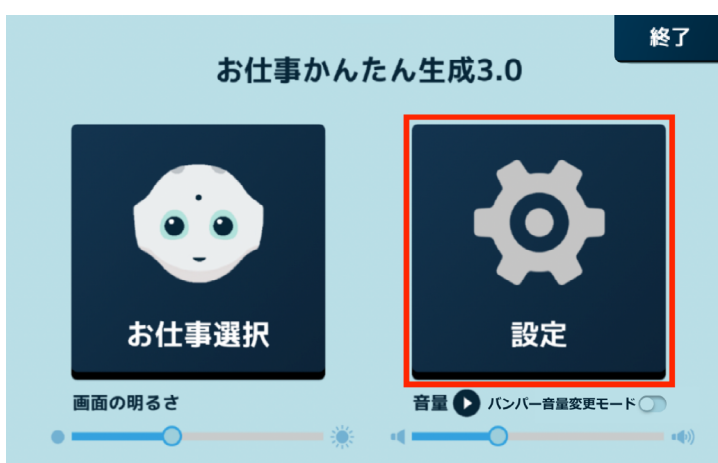 終了
お仕事かんたん生成3.0
お仕事選択
設定
画面の明るさ
音量 バンパー音量変更モード